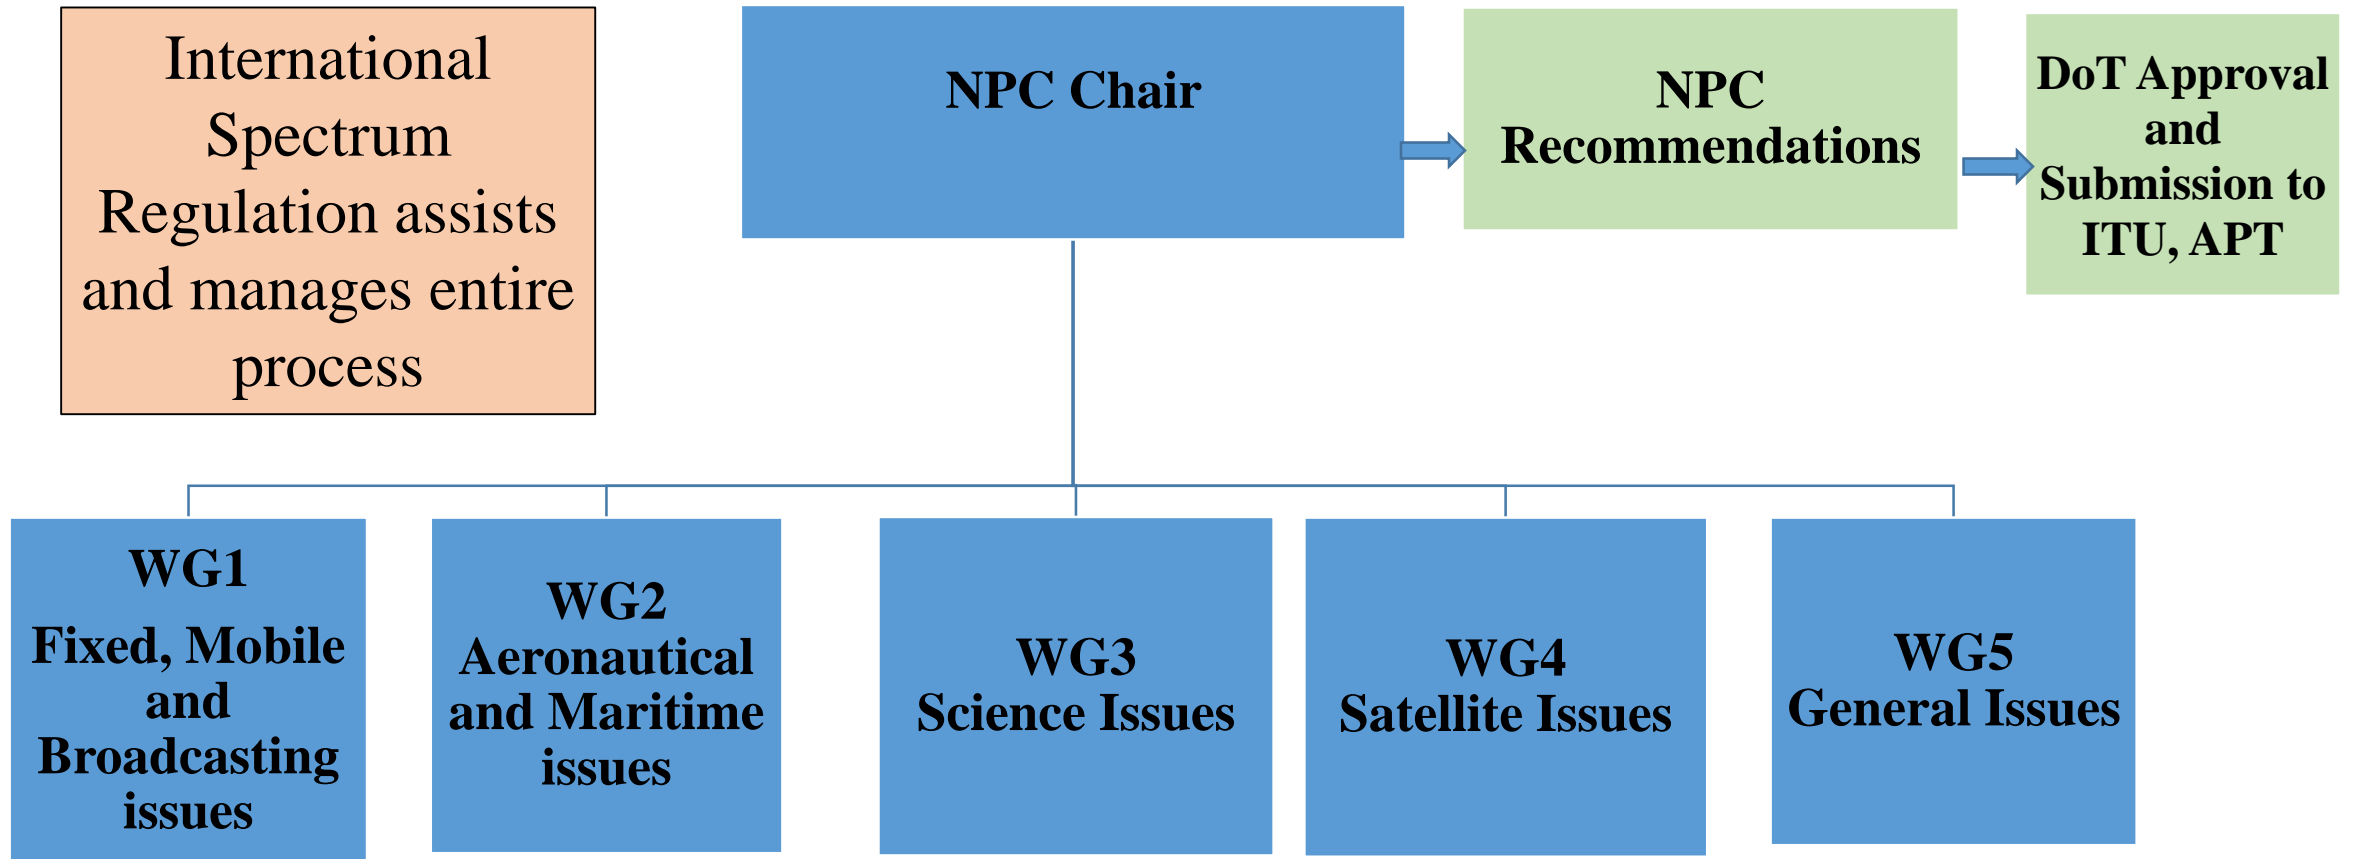 International
Spectrum
Regulation assists
and manages entire
process
NPC Chair
NPC
Recommendations
DoT Approval
and
Submission to
ITU, APT
WG1
Fixed, Mobile
and
Broadcasting
issues
WG2
Aeronautical
and Maritime
issues
WG3
Science Issues
WG4
Satellite Issues
WG5
General Issues